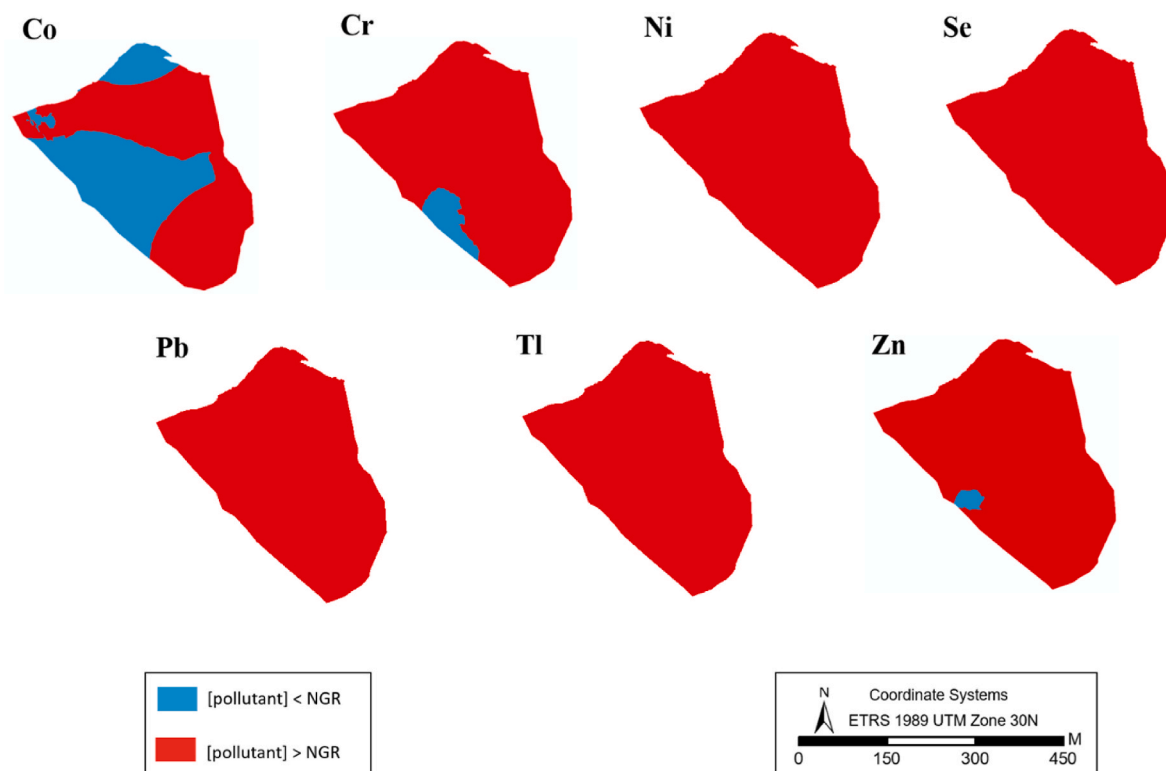 Co
Cr
Ni
Se
Pb
Tl
Zn
[pollutant] < NGR
[pollutant] > NGR
N
Coordinate Systems
ETRS 1989 UTM Zone 30N
M
0 150 300 450